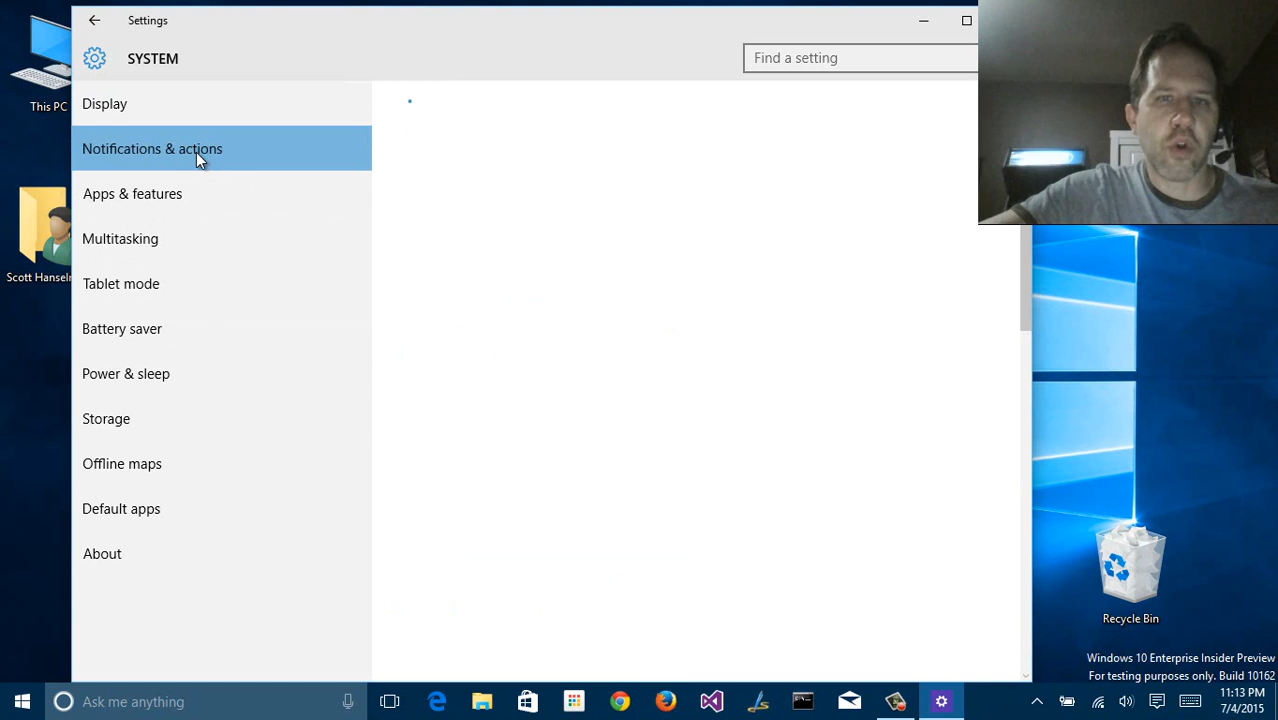 Settings
SYSTEM
Find a setting
Display
Notifications & actions
Apps & features
Multitasking
Tablet mode
Battery saver
Power & sleep
Storage
Offline maps
Default apps
About
This PC
Scott Hanselm
Recycle Bin
Windows 10 Enterprise Insider Preview
For testing purposes only. Build 10162
Ask me anything
11:13 PM
7/4/2015